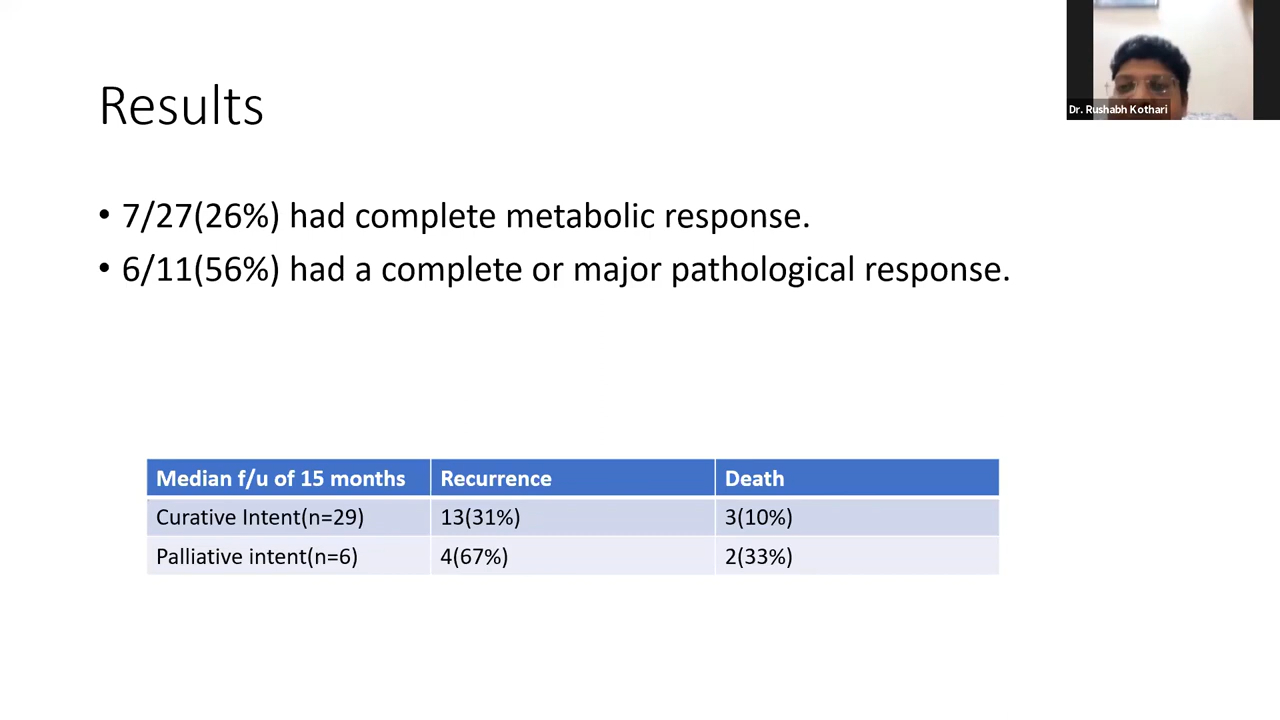 Dr. Rushabh Kothari
Results
• 7/27(26%) had complete metabolic response.
• 6/11(56%) had a complete or major pathological response.
Median f/u of 15 months Recurrence Death
Curative Intent(n=29) 13(31%) 3(10%)
Palliative intent(n=6) 4(67%) 2(33%)